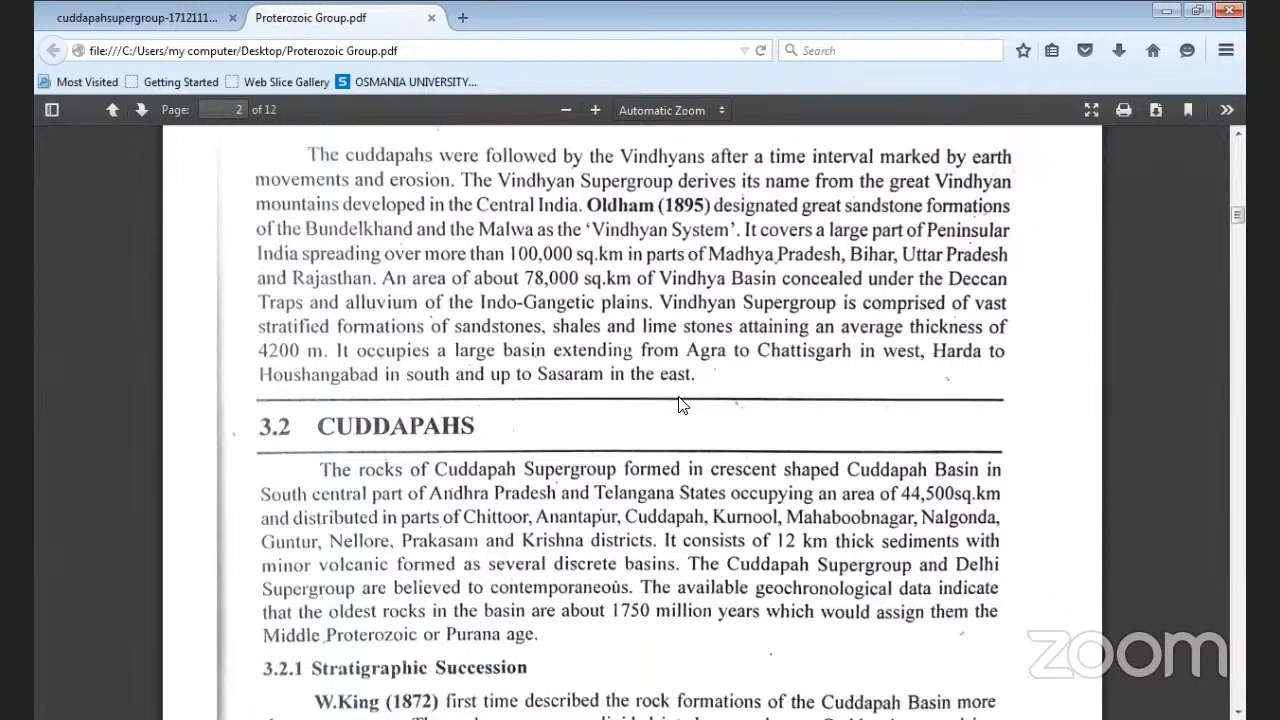 cuddapahsupergroup-1712111...
Proterozoic Group.pdf
file:///C:/Users/my computer/Desktop/Proterozoic Group.pdf
Search
Most Visited
Getting Started
Web Slice Gallery
S OSMANIA UNIVERSITY...
Page: 2 of 12
Automatic Zoom
The cuddapahs were followed by the Vindhyans after a time interval marked by earth
movements and erosion. The Vindhyan Supergroup derives its name from the great Vindhyan
mountains developed in the Central India. Oldham (1895) designated great sandstone formations
of the Bundelkhand and the Malwa as the 'Vindhyan System'. It covers a large part of Peninsular
India spreading over more than 100,000 sq.km in parts of Madhya Pradesh, Bihar, Uttar Pradesh
and Rajasthan. An area of about 78,000 sq.km of Vindhya Basin concealed under the Deccan
Traps and alluvium of the Indo-Gangetic plains. Vindhyan Supergroup is comprised of vast
stratified formations of sandstones, shales and lime stones attaining an average thickness of
4200 m. It occupies a large basin extending from Agra to Chattisgarh in west, Harda to
Houshangabad in south and up to Sasaram in the east.
3.2 CUDDAPAHS
The rocks of Cuddapah Supergroup formed in crescent shaped Cuddapah Basin in
South central part of Andhra Pradesh and Telangana States occupying an area of 44,500sq.km
and distributed in parts of Chittoor, Anantapur, Cuddapah, Kurnool, Mahaboobnagar, Nalgonda,
Guntur, Nellore, Prakasam and Krishna districts. It consists of 12 km thick sediments with
minor volcanic formed as several discrete basins. The Cuddapah Supergroup and Delhi
Supergroup are believed to contemporaneous. The available geochronological data indicate
that the oldest rocks in the basin are about 1750 million years which would assign them the
Middle Proterozoic or Purana age.
3.2.1 Stratigraphic Succession
W.King (1872) first time described the rock formations of the Cuddapah Basin more
zoom